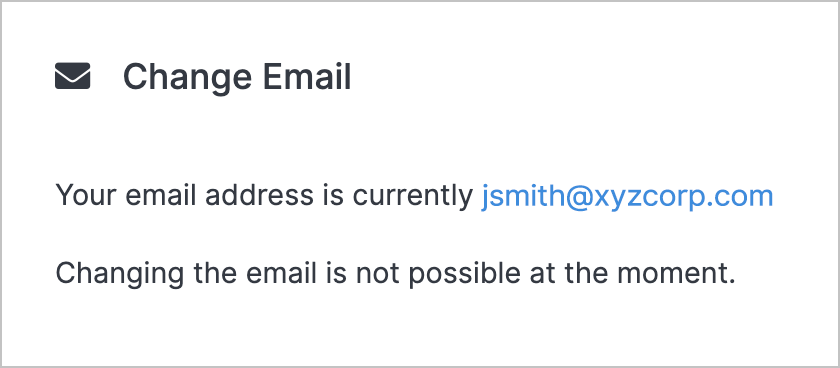 Change Email
Your email address is currently jsmith@xyzcorp.com
Changing the email is not possible at the moment.